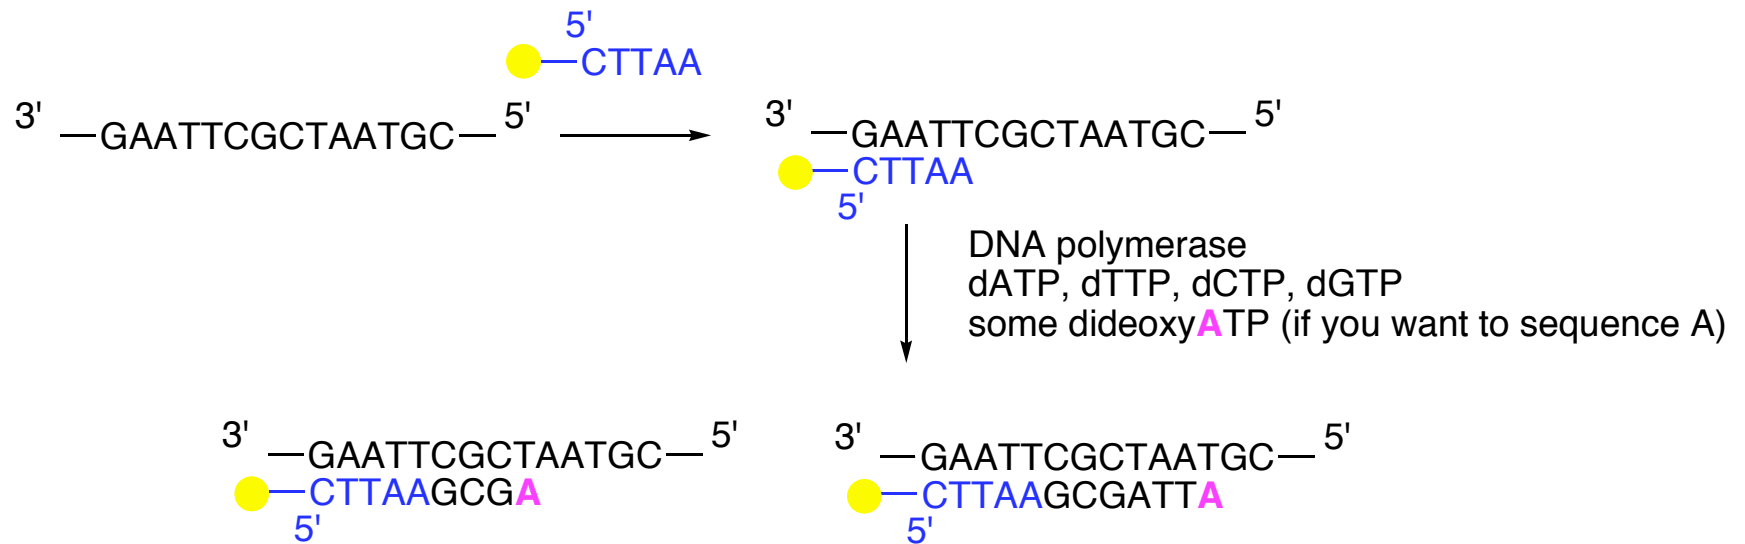 5'
CTTAA
3' GAATTCGCTAATGC 5'
3' GAATTCGCTAATGC 5'
CTTAA
5'
DNA polymerase
dATP, dTTP, dCTP, dGTP
some dideoxyATP (if you want to sequence A)
3' GAATTCGCTAATGC 5'
CTTAAGCGA
5'
3' GAATTCGCTAATGC 5'
CTTAAGCGATTA
5'